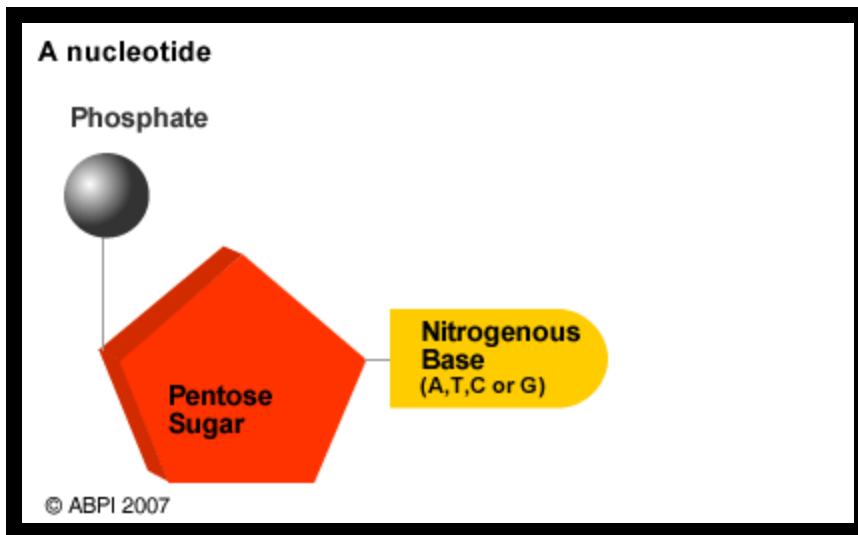 A nucleotide
Phosphate
Nitrogenous
Base
(A,T,C or G)
Pentose
Sugar
© ABPI 2007